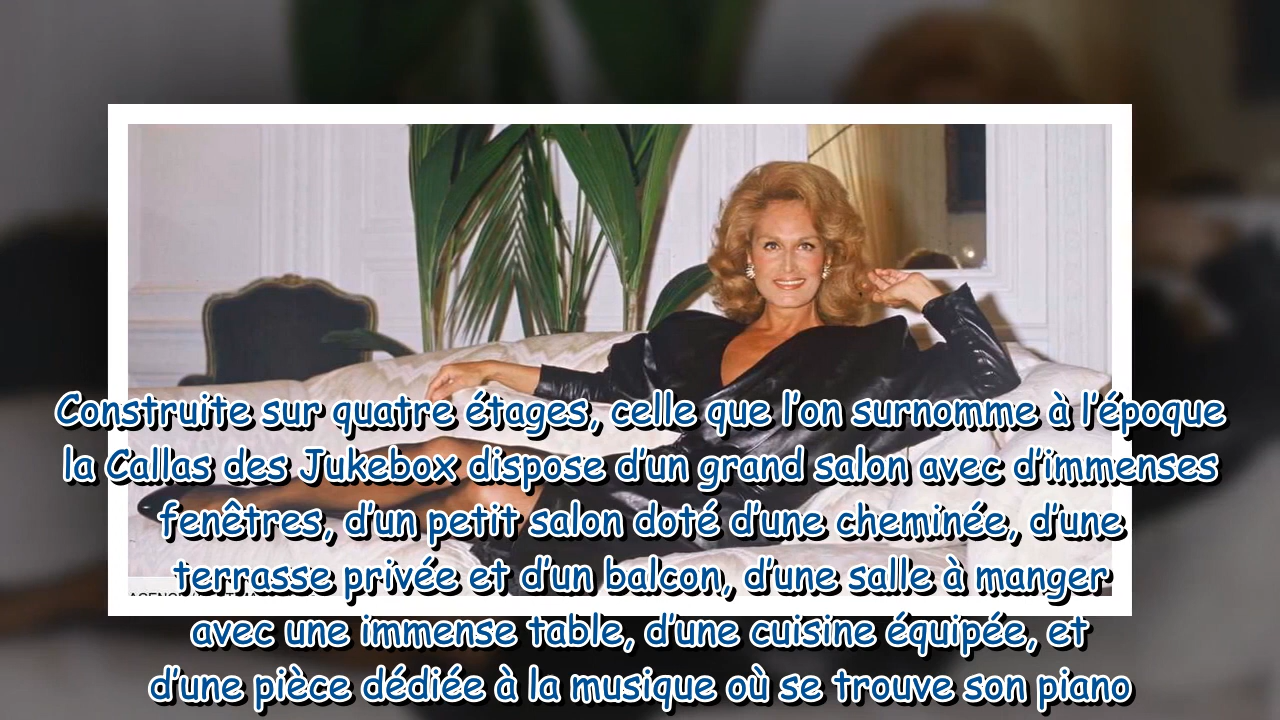 Construite sur quatre étages, celle que l'on surnomme à l'époque
la Callas des Jukebox dispose d'un grand salon avec d'immenses
fenêtres, d'un petit salon doté d'une cheminée, d'une
terrasse privée et d'un balcon, d'une salle à manger
avec une immense table, d'une cuisine équipée, et
d'une pièce dédiée à la musique où se trouve son piano